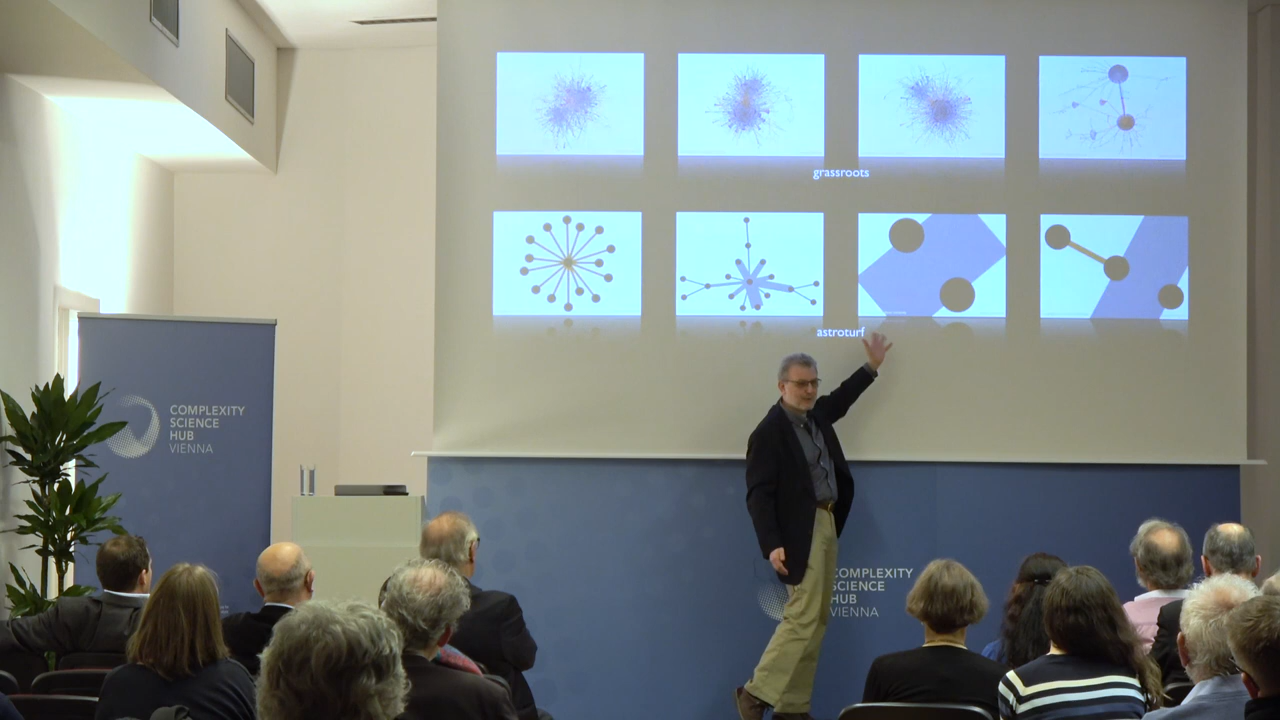 grassroots
astroturf
COMPLEXITY
SCIENCE
HUB
VIENNA
COMPLEXITY
SCIENCE
HUB
VIENNA